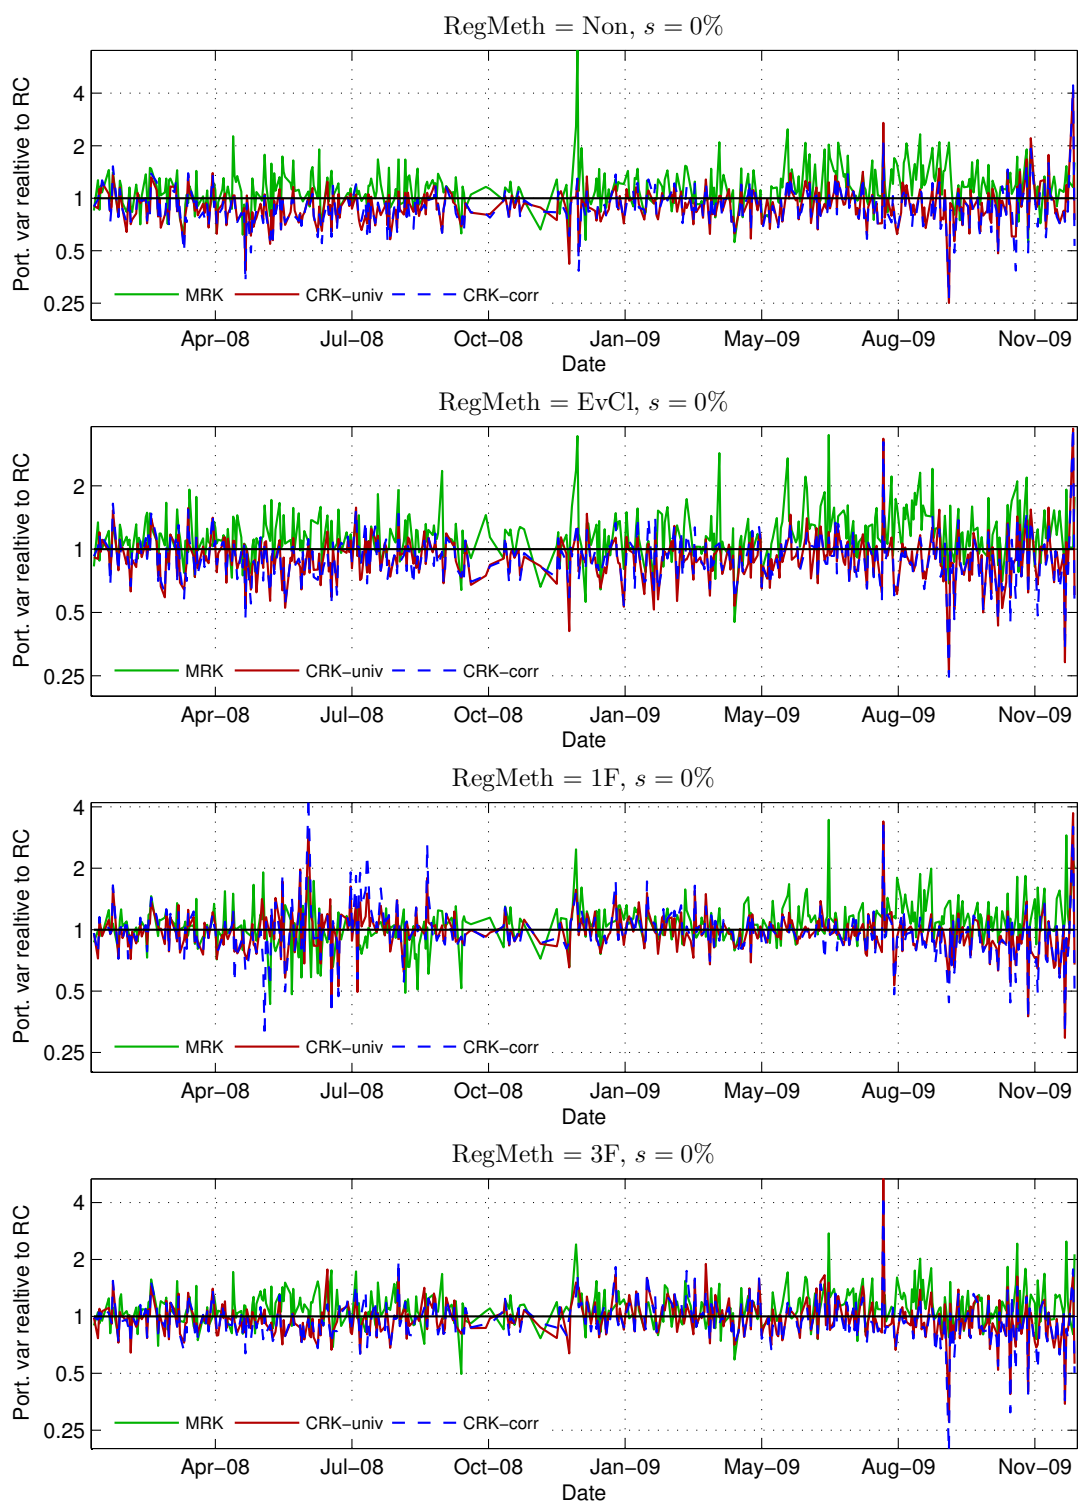 RegMeth = Non, s = 0%
Port. var realtive to RC
4
2
1
0.5
0.25
MRK CRK−univ CRK−corr
Apr−08 Jul−08 Oct−08 Jan−09 May−09 Aug−09 Nov−09
Date
RegMeth = EvCl, s = 0%
Port. var realtive to RC
2
1
0.5
0.25
MRK CRK−univ CRK−corr
Apr−08 Jul−08 Oct−08 Jan−09 May−09 Aug−09 Nov−09
Date
RegMeth = 1F, s = 0%
Port. var realtive to RC
4
2
1
0.5
0.25
MRK CRK−univ CRK−corr
Apr−08 Jul−08 Oct−08 Jan−09 May−09 Aug−09 Nov−09
Date
RegMeth = 3F, s = 0%
Port. var realtive to RC
4
2
1
0.5
0.25
MRK CRK−univ CRK−corr
Apr−08 Jul−08 Oct−08 Jan−09 May−09 Aug−09 Nov−09
Date